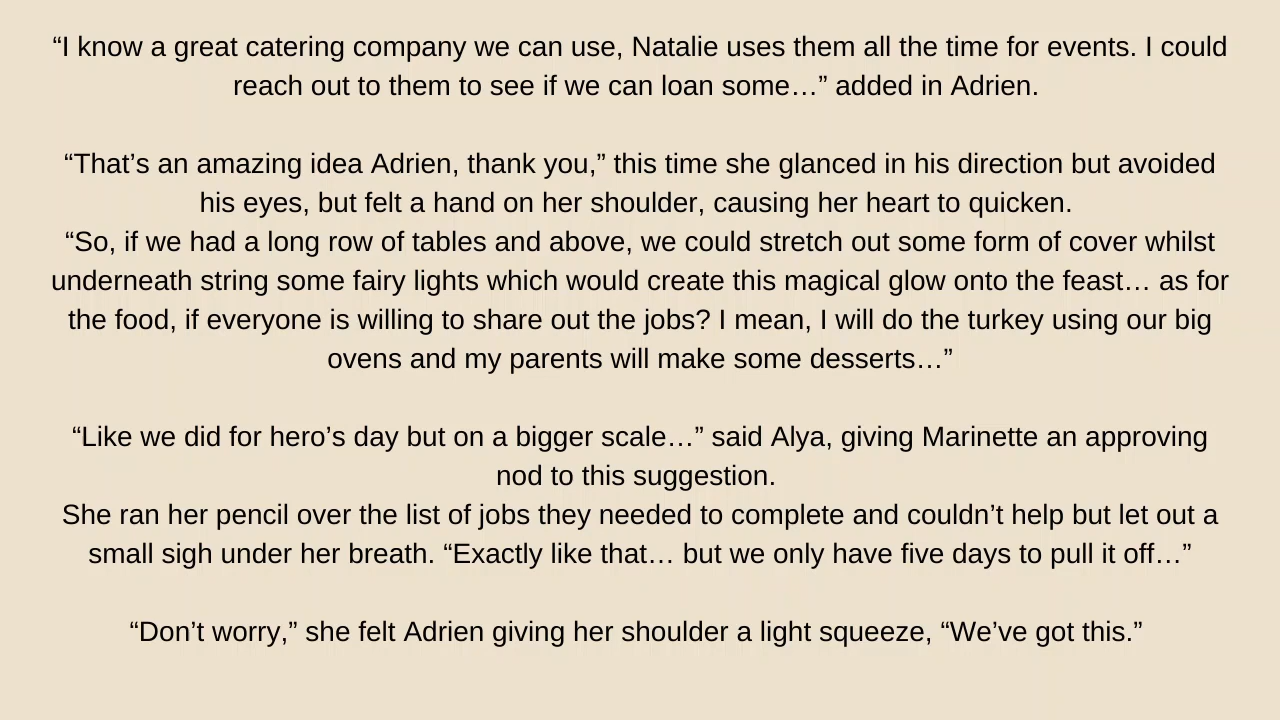 “I know a great catering company we can use, Natalie uses them all the time for events. I could
reach out to them to see if we can loan some…” added in Adrien.
“That’s an amazing idea Adrien, thank you,” this time she glanced in his direction but avoided
his eyes, but felt a hand on her shoulder, causing her heart to quicken.
“So, if we had a long row of tables and above, we could stretch out some form of cover whilst
underneath string some fairy lights which would create this magical glow onto the feast… as for
the food, if everyone is willing to share out the jobs? I mean, I will do the turkey using our big
ovens and my parents will make some desserts…”
“Like we did for hero’s day but on a bigger scale…” said Alya, giving Marinette an approving
nod to this suggestion.
She ran her pencil over the list of jobs they needed to complete and couldn’t help but let out a
small sigh under her breath. “Exactly like that… but we only have five days to pull it off…”
“Don’t worry,” she felt Adrien giving her shoulder a light squeeze, “We’ve got this.”